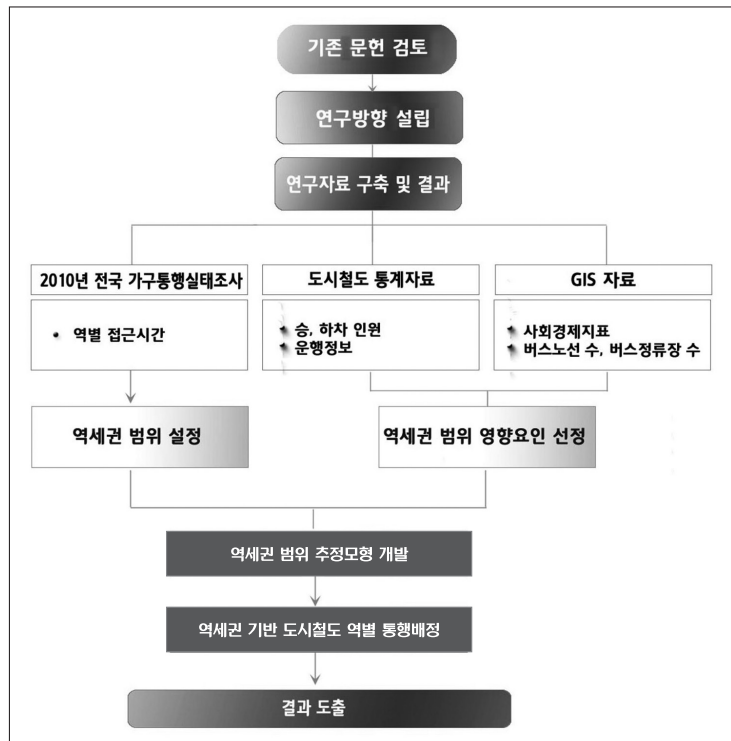 기존 문헌 검토
연구방향 설립
연구자료 구축 및 결과
2010년 전국 가구통행실태조사
• 역별 접근시간
도시철도 통계자료
• 승, 하차 인원
• 운행정보
GIS 자료
• 사회경제지표
• 버스노선 수, 버스정류장 수
역세권 범위 설정
역세권 범위 영향요인 선정
역세권 범위 추정모형 개발
역세권 기반 도시철도 역별 통행배정
결과 도출